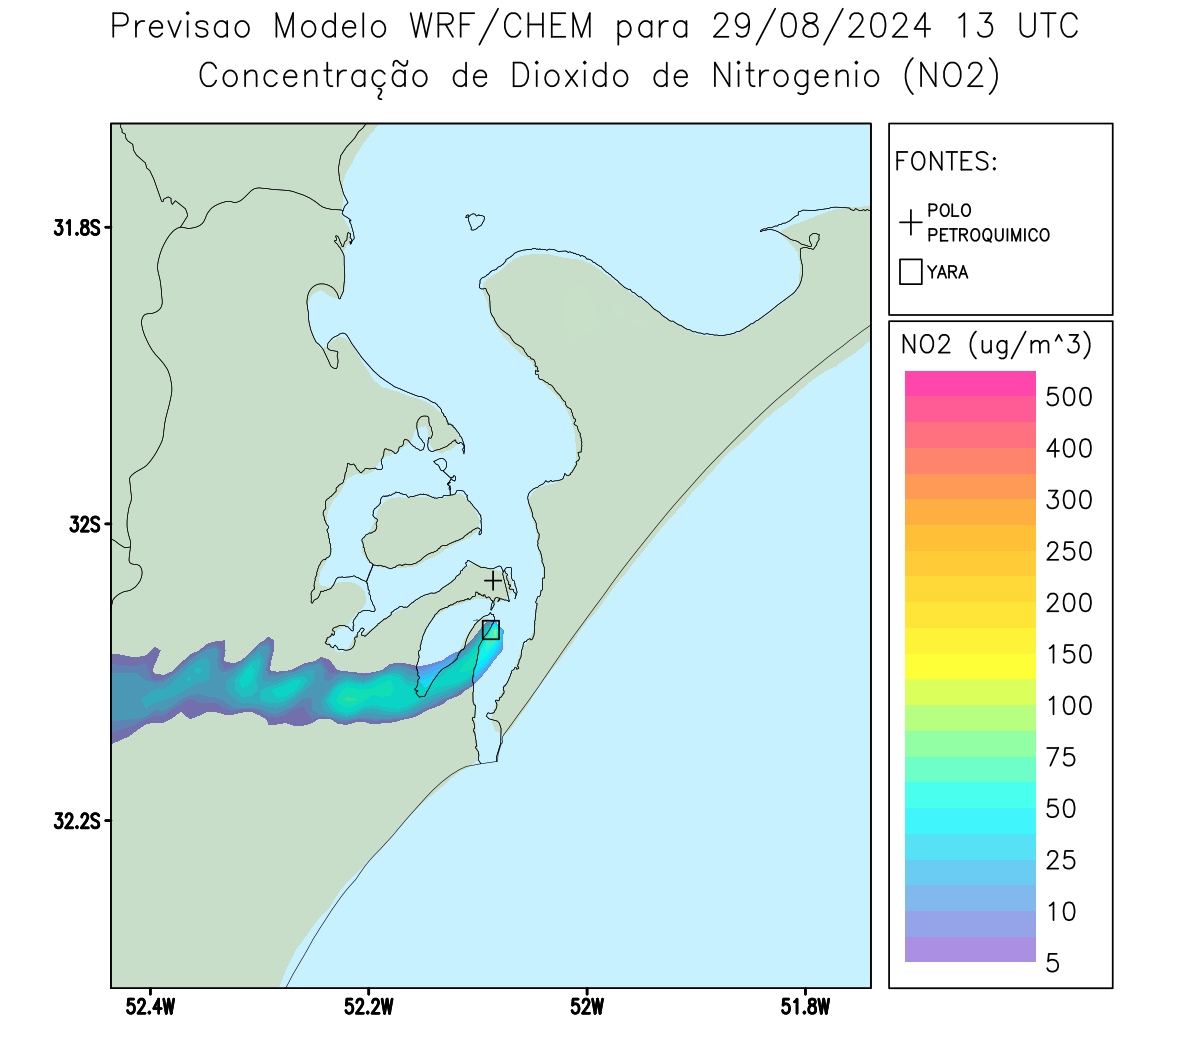 Previsao Modelo WRF/CHEM para 29/08/2024 13 UTC
Concentração de Dioxido de Nitrogenio (NO2)
FONTES:
POLO
PETROQUIMICO
YARA
31.8S
32S
32.2S
52.4W
52.2W
52W
51.8W
NO2 (ug/m^3)
500
400
300
250
200
150
100
75
50
25
10
5